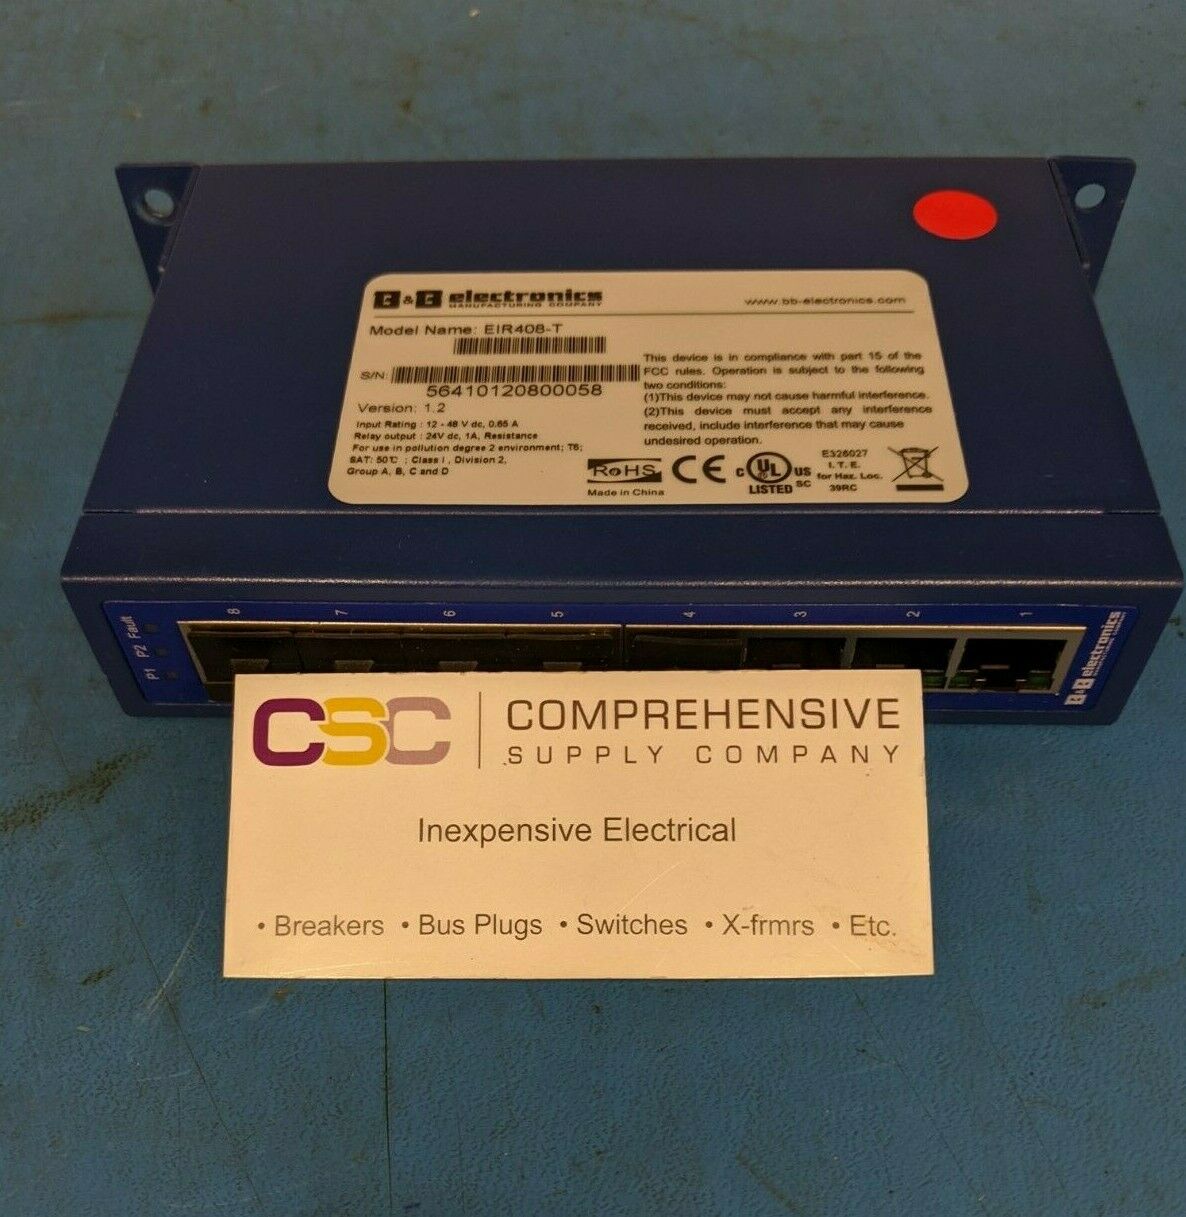 B&B electronics
MANUFACTURING COMPANY
www.bb-electronics.com
Model Name: EIR408-T
S/N:
56410120800058
Version: 1.2
Input Rating : 12 - 48 V dc, 0.65 A
Relay output : 24V dc, 1A, Resistance
For use in pollution degree 2 environment; T6;
SAT: 50℃ ; Class I , Division 2,
Group A, B, C and D
This device is in compliance with part 15 of the
FCC rules. Operation is subject to the following
two conditions:
(1)This device may not cause harmful interference.
(2)This device must accept any interference
received, include interference that may cause
undesired operation.
RoHS
Made in China
CE
c UL US
LISTED SC
E326027
I. T. E.
for Haz. Loc.
39RC
P1 P2 Fault
8 7 6 5 4 3 2 1
B&B electronics
MANUFACTURING COMPANY
CSC
COMPREHENSIVE
SUPPLY COMPANY
Inexpensive Electrical
• Breakers • Bus Plugs • Switches • X-frmrs • Etc.